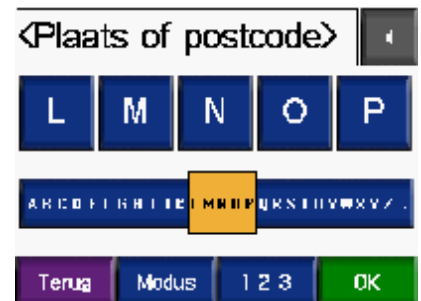 <Plaats of postcode>
L M N O P
A B C D E F G H I J K L M N O P Q R S T U V W X Y Z .
Terug Modus 1 2 3 OK